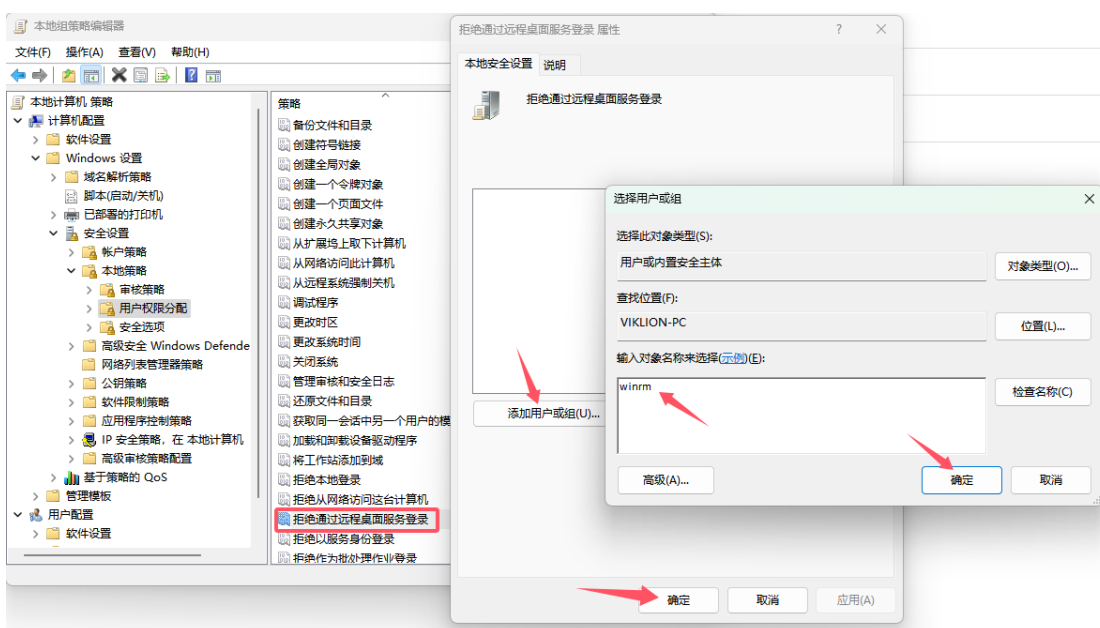 本地组策略编辑器
文件(F) 操作(A) 查看(V) 帮助(H)
本地计算机 策略
计算机配置
软件设置
Windows 设置
域名解析策略
脚本(启动/关机)
已部署的打印机
安全设置
帐户策略
本地策略
审核策略
用户权限分配
安全选项
高级安全 Windows Defende
网络列表管理器策略
公钥策略
软件限制策略
应用程序控制策略
IP 安全策略，在 本地计算机
高级审核策略配置
基于策略的 QoS
管理模板
用户配置
软件设置
策略
备份文件和目录
创建符号链接
创建全局对象
创建一个令牌对象
创建一个页面文件
创建永久共享对象
从扩展坞上取下计算机
从网络访问此计算机
从远程系统强制关机
调试程序
更改时区
更改系统时间
关闭系统
管理审核和安全日志
还原文件和目录
获取同一会话中另一个用户的模
加载和卸载设备驱动程序
将工作站添加到域
拒绝本地登录
拒绝从网络访问这台计算机
拒绝通过远程桌面服务登录
拒绝以服务身份登录
拒绝作为批处理作业登录
拒绝通过远程桌面服务登录 属性
本地安全设置 说明
拒绝通过远程桌面服务登录
添加用户或组(U)...
确定 取消 应用(A)
选择用户或组
选择此对象类型(S):
用户或内置安全主体
对象类型(O)...
查找位置(F):
VIKLION-PC
位置(L)...
输入对象名称来选择(示例)(E):
winrm
检查名称(C)
高级(A)...
确定 取消